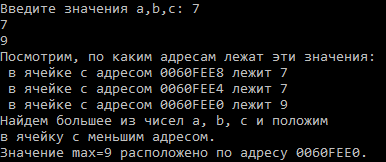 Введите значения a,b,c: 7
7
9
Посмотрим, по каким адресам лежат эти значения:
в ячейке с адресом 0060FEE8 лежит 7
в ячейке с адресом 0060FEE4 лежит 7
в ячейке с адресом 0060FEE0 лежит 9
Найдем большее из чисел a, b, c и положим
в ячейку с меньшим адресом.
Значение max=9 расположено по адресу 0060FEE0.